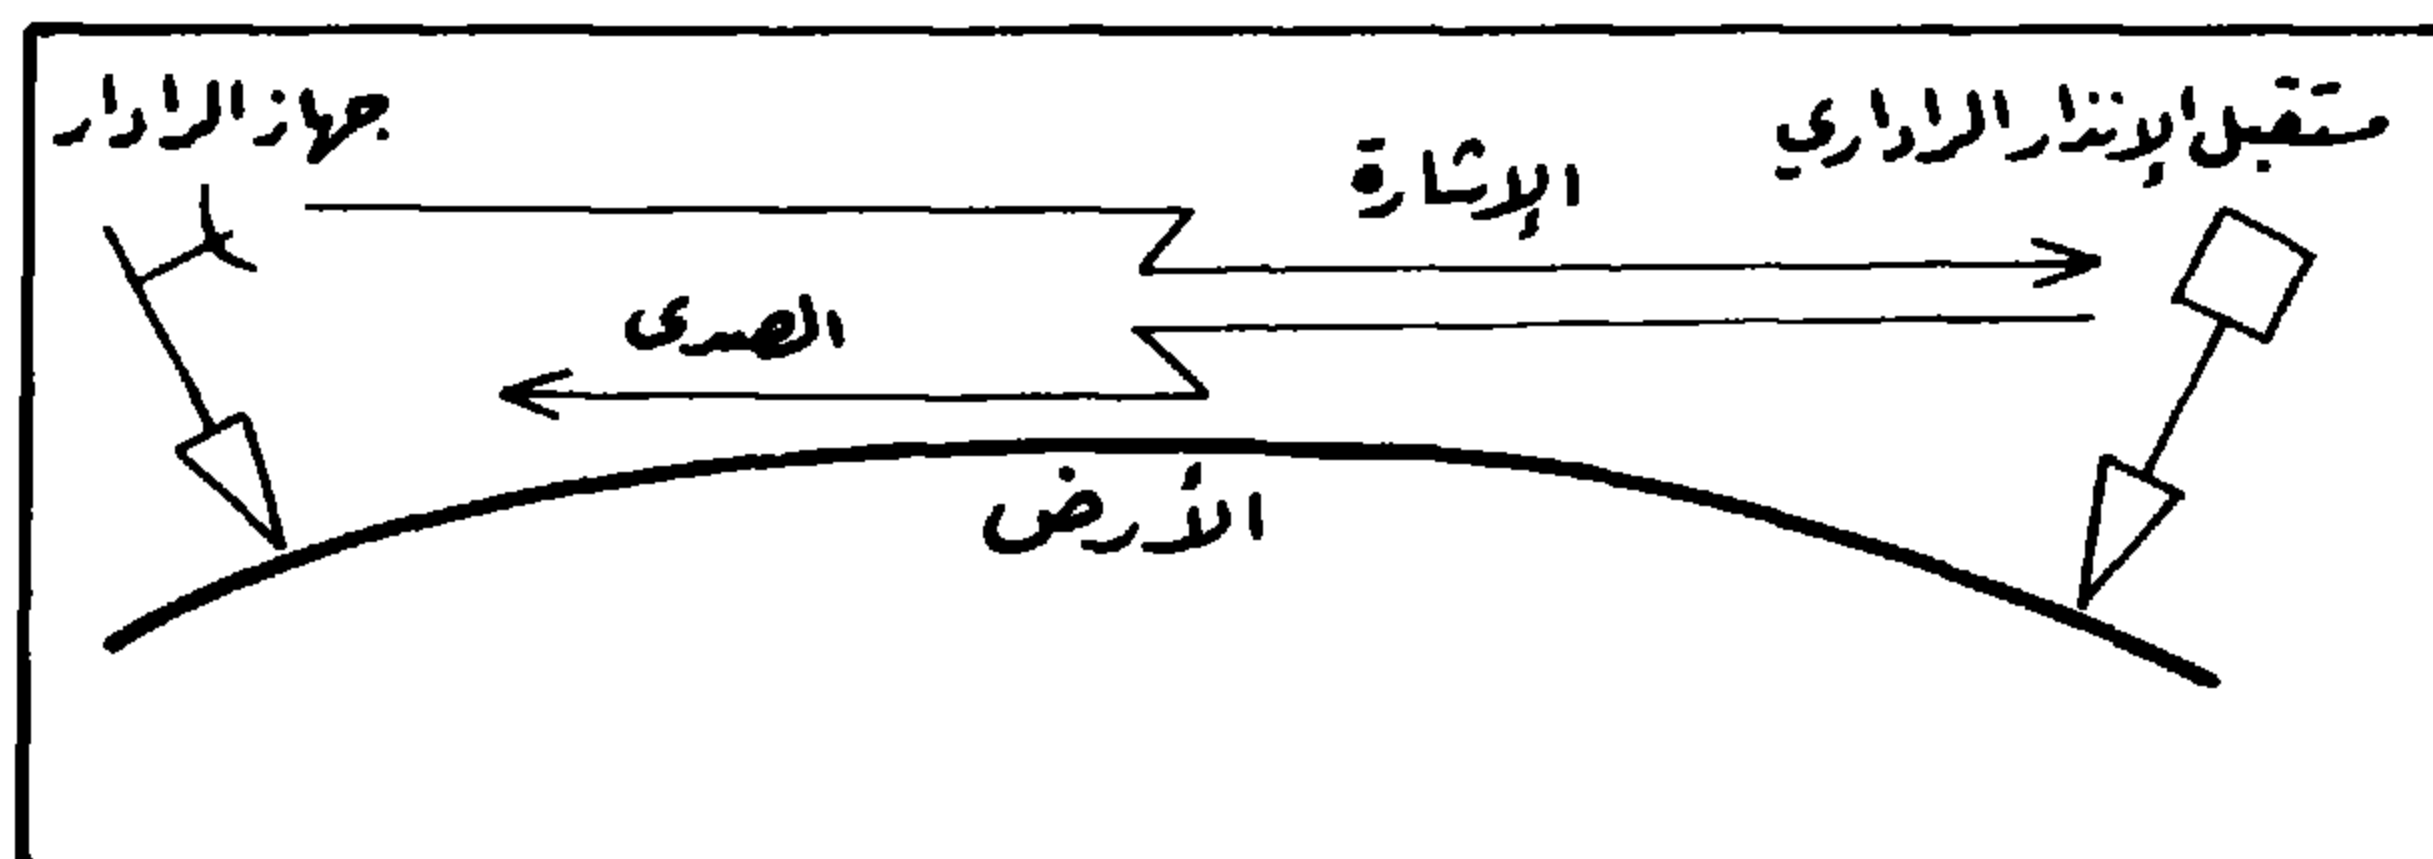 مستقبل الإنذار الراداري
جهاز الرادار
الإشارة
الصدى
الأرض